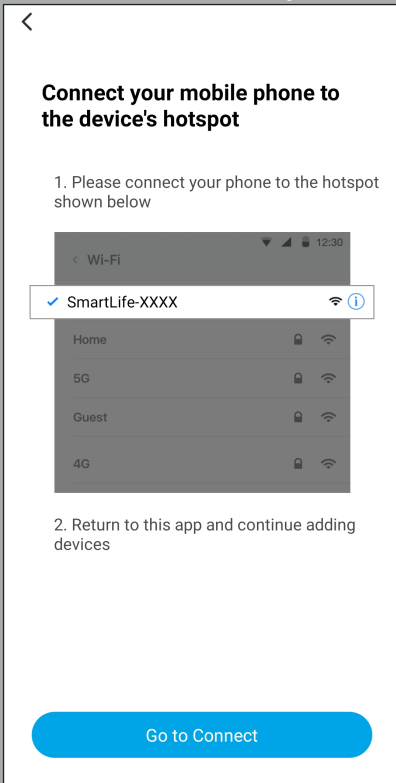 Connect your mobile phone to
the device's hotspot
1. Please connect your phone to the hotspot
shown below
12:30
< Wi-Fi
SmartLife-XXXX
Home
5G
Guest
4G
2. Return to this app and continue adding
devices
Go to Connect